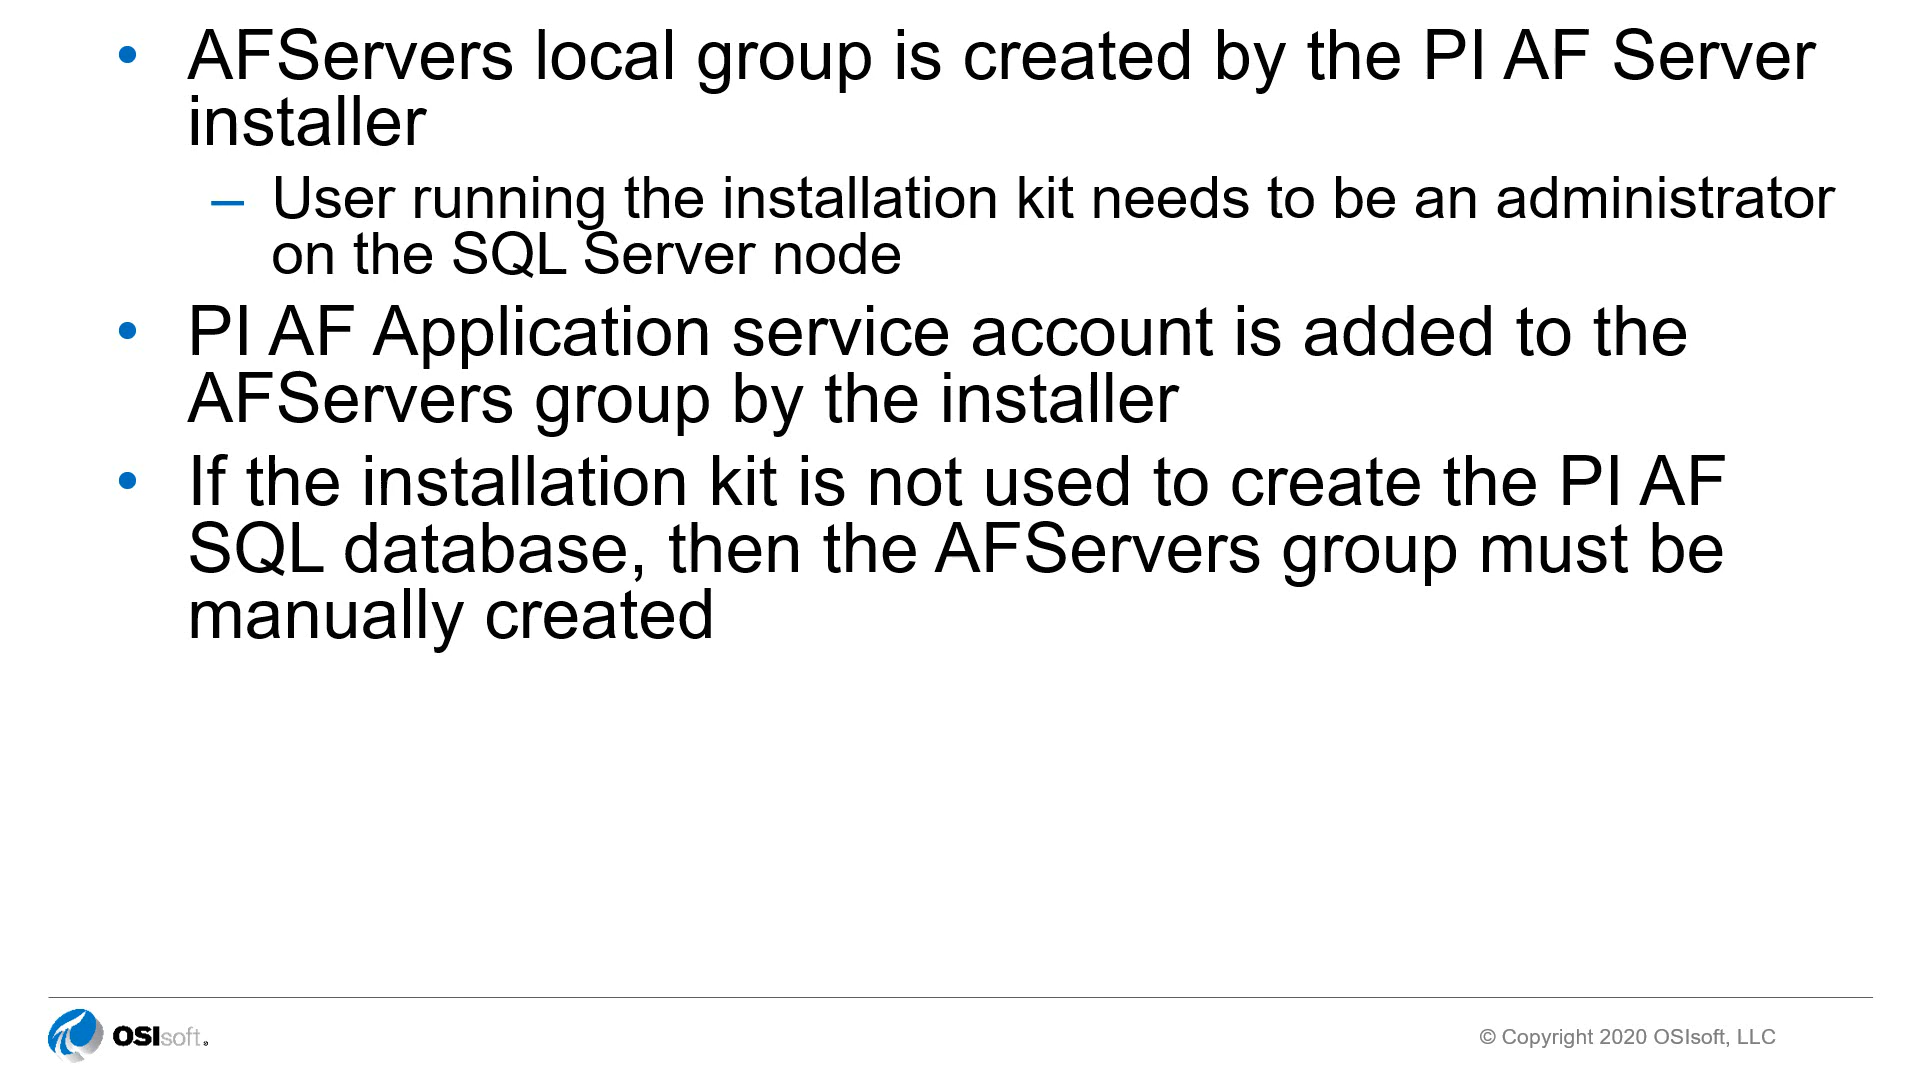 • AFServers local group is created by the PI AF Server
installer
– User running the installation kit needs to be an administrator
on the SQL Server node
• PI AF Application service account is added to the
AFServers group by the installer
• If the installation kit is not used to create the PI AF
SQL database, then the AFServers group must be
manually created
OSIsoft®
© Copyright 2020 OSIsoft, LLC